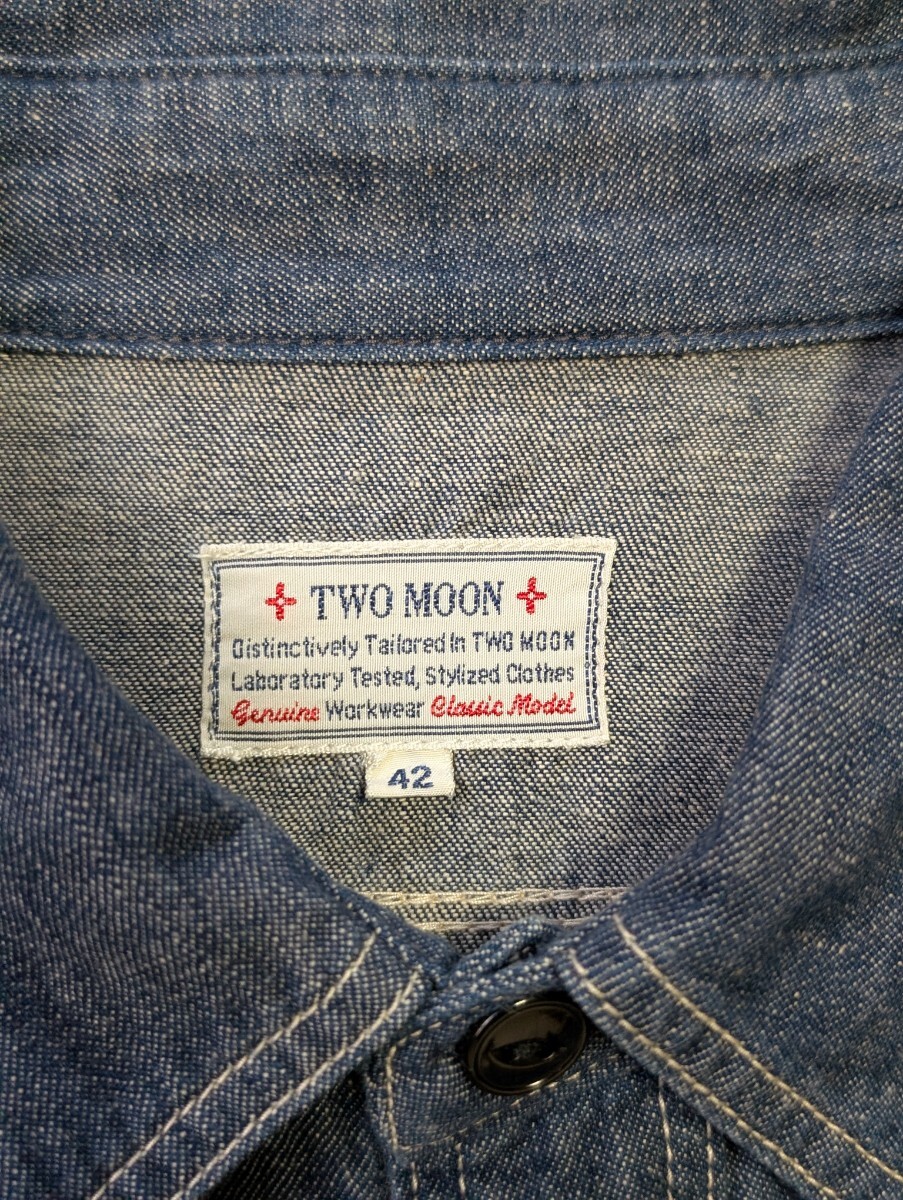 TWO MOON
Distinctively Tailored In TWO MOON
Laboratory Tested, Stylized Clothes
Genuine Workwear Classic Model
42